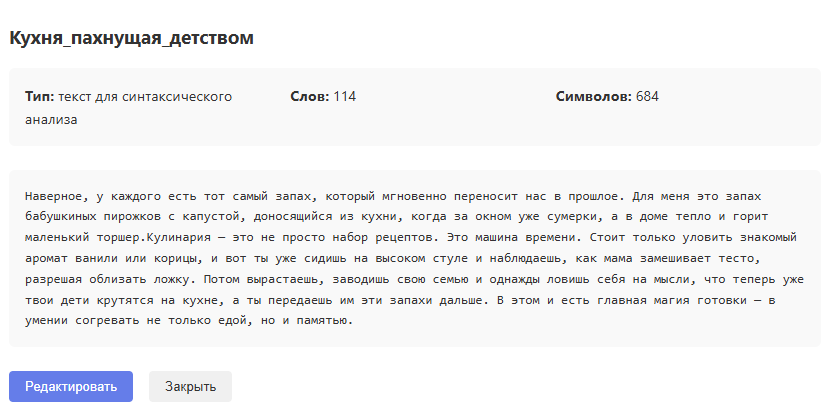 Кухня_пахнущая_детством
Тип: текст для синтаксического анализа
Слов: 114
Символов: 684
Наверное, у каждого есть тот самый запах, который мгновенно переносит нас в прошлое. Для меня это запах
бабушкиных пирожков с капустой, доносящийся из кухни, когда за окном уже сумерки, а в доме тепло и горит
маленький торшер.Кулинария — это не просто набор рецептов. Это машина времени. Стоит только уловить знакомый
аромат ванили или корицы, и вот ты уже сидишь на высоком стуле и наблюдаешь, как мама замешивает тесто,
разрешая облизать ложку. Потом вырастаешь, заводишь свою семью и однажды ловишь себя на мысли, что теперь уже
твои дети крутятся на кухне, а ты передаешь им эти запахи дальше. В этом и есть главная магия готовки — в
умении согревать не только едой, но и памятью.
Редактировать
Закрыть